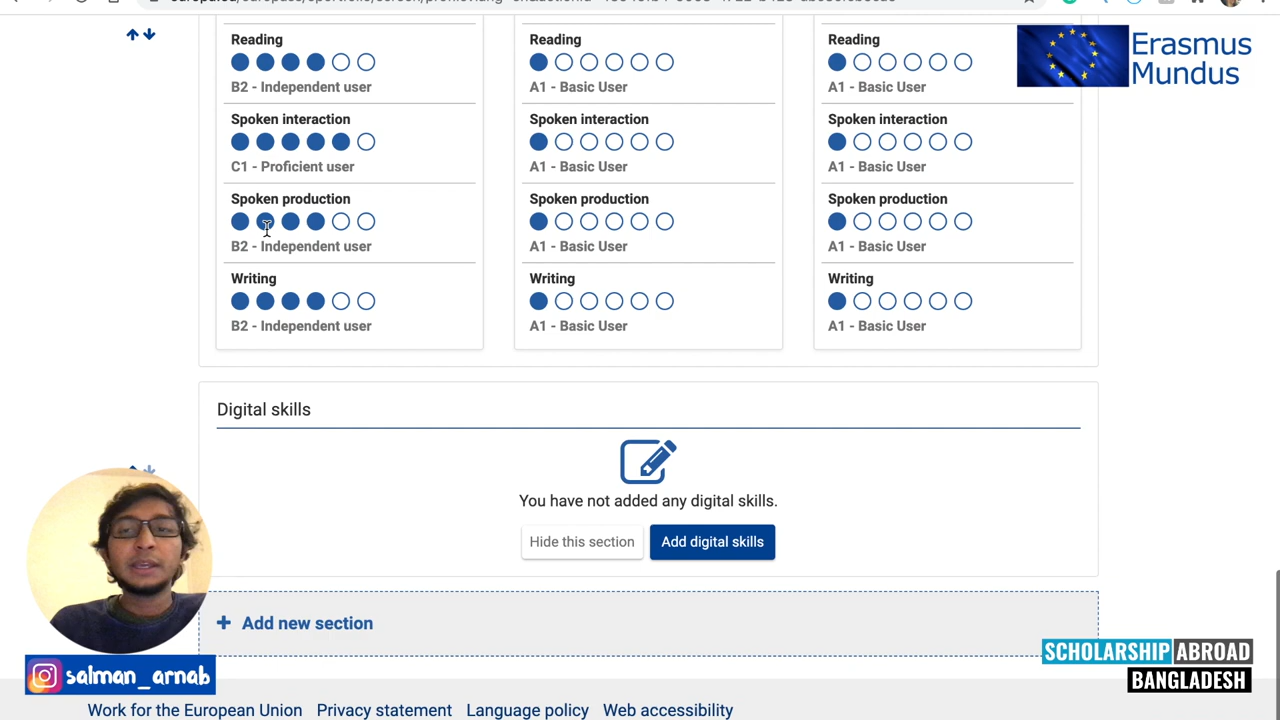 Reading
B2 - Independent user
Spoken interaction
C1 - Proficient user
Spoken production
B2 - Independent user
Writing
B2 - Independent user
Reading
A1 - Basic User
Spoken interaction
A1 - Basic User
Spoken production
A1 - Basic User
Writing
A1 - Basic User
Reading
A1 - Basic User
Spoken interaction
A1 - Basic User
Spoken production
A1 - Basic User
Writing
A1 - Basic User
Erasmus
Mundus
Digital skills
You have not added any digital skills.
Hide this section
Add digital skills
+ Add new section
SCHOLARSHIP ABROAD
BANGLADESH
salman_arnab
Work for the European Union
Privacy statement
Language policy
Web accessibility